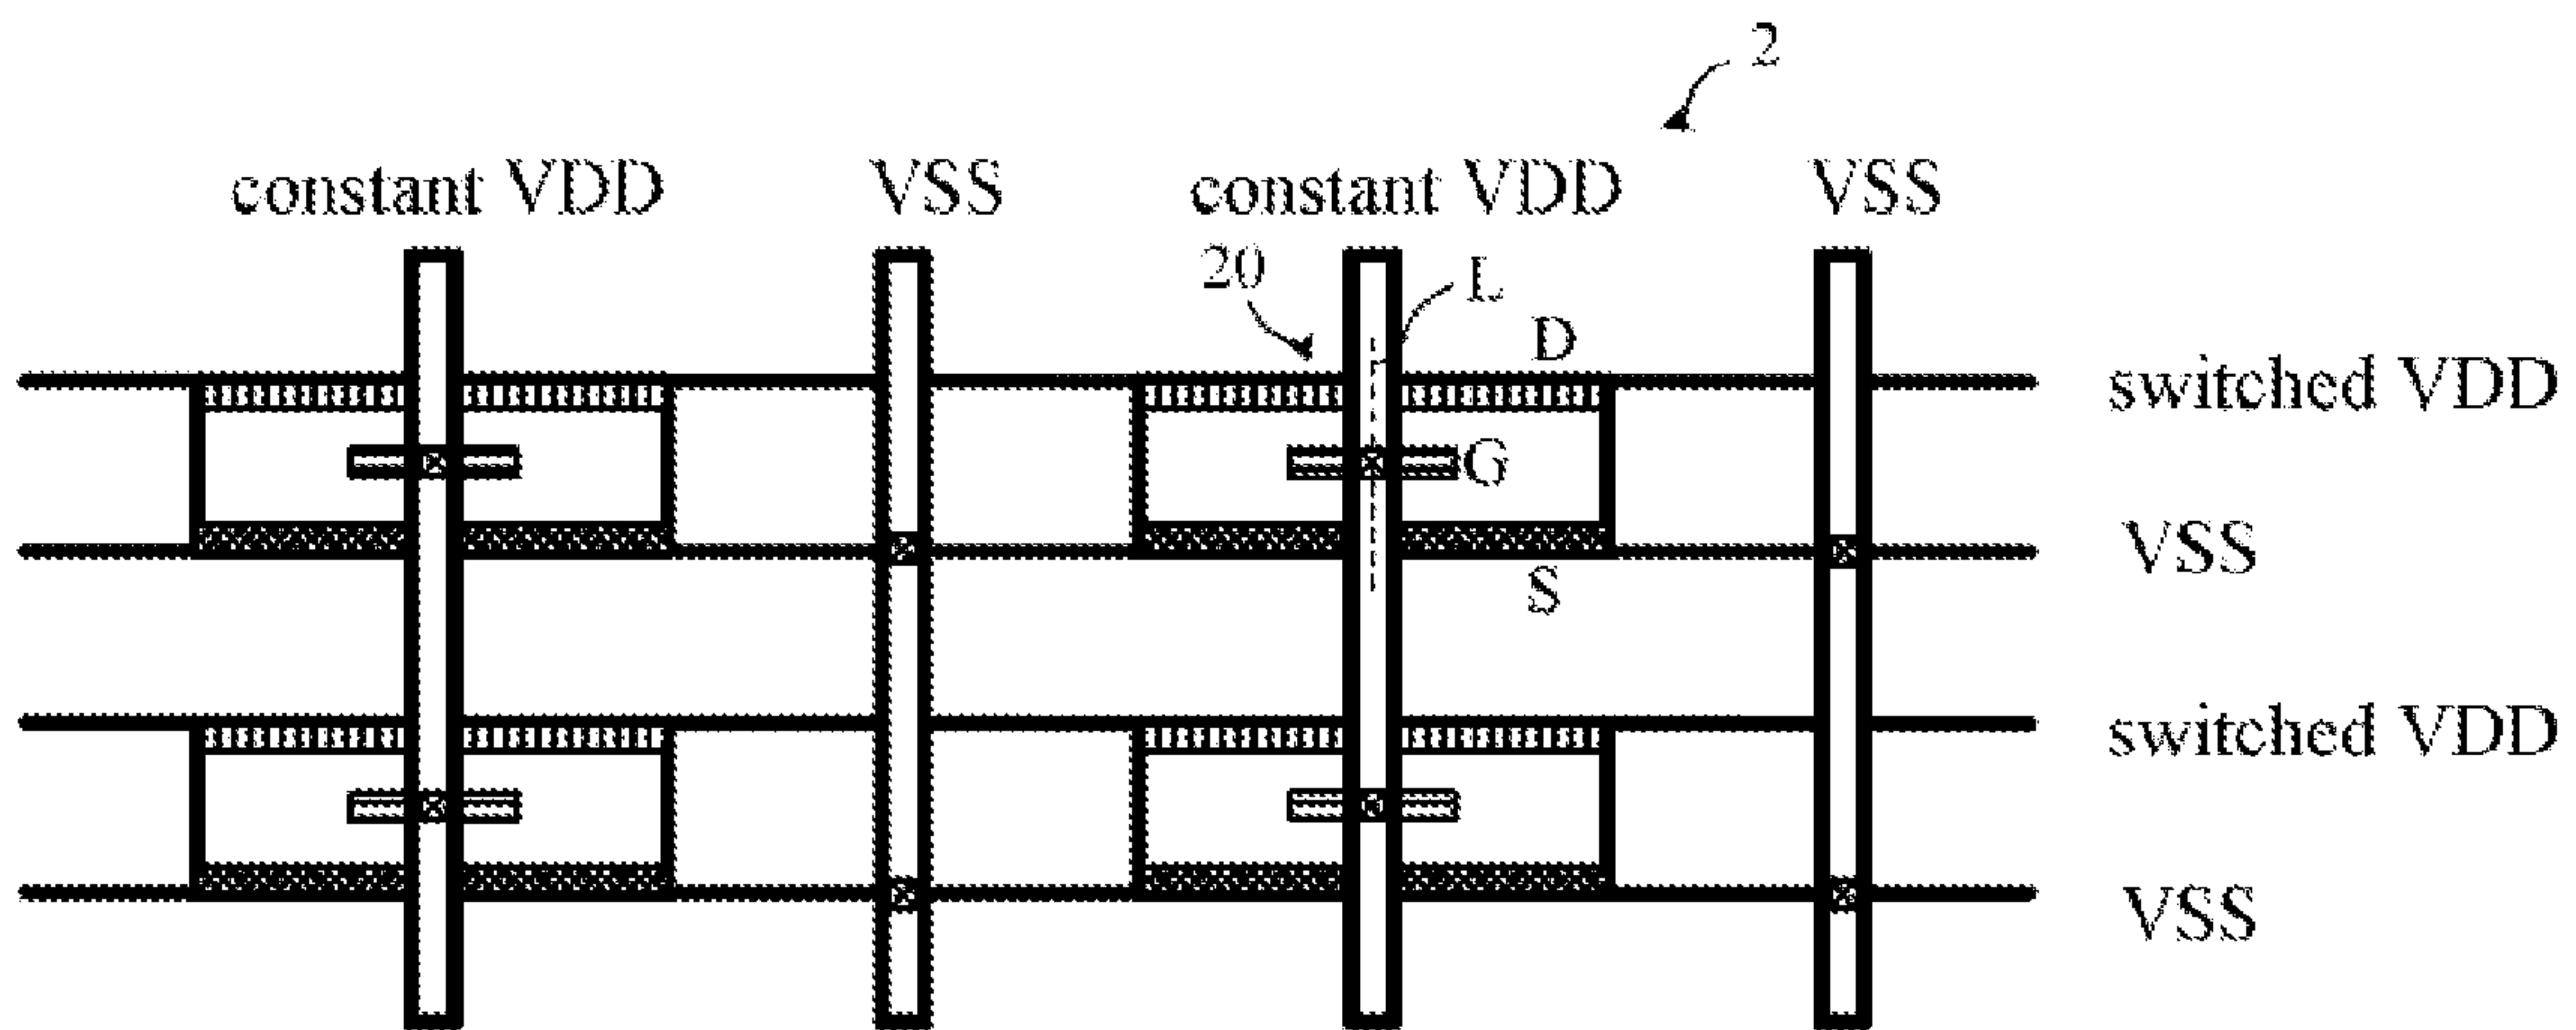 2
constant VDD
VSS
constant VDD
VSS
20
L
D
switched VDD
G
VSS
S
switched VDD
VSS